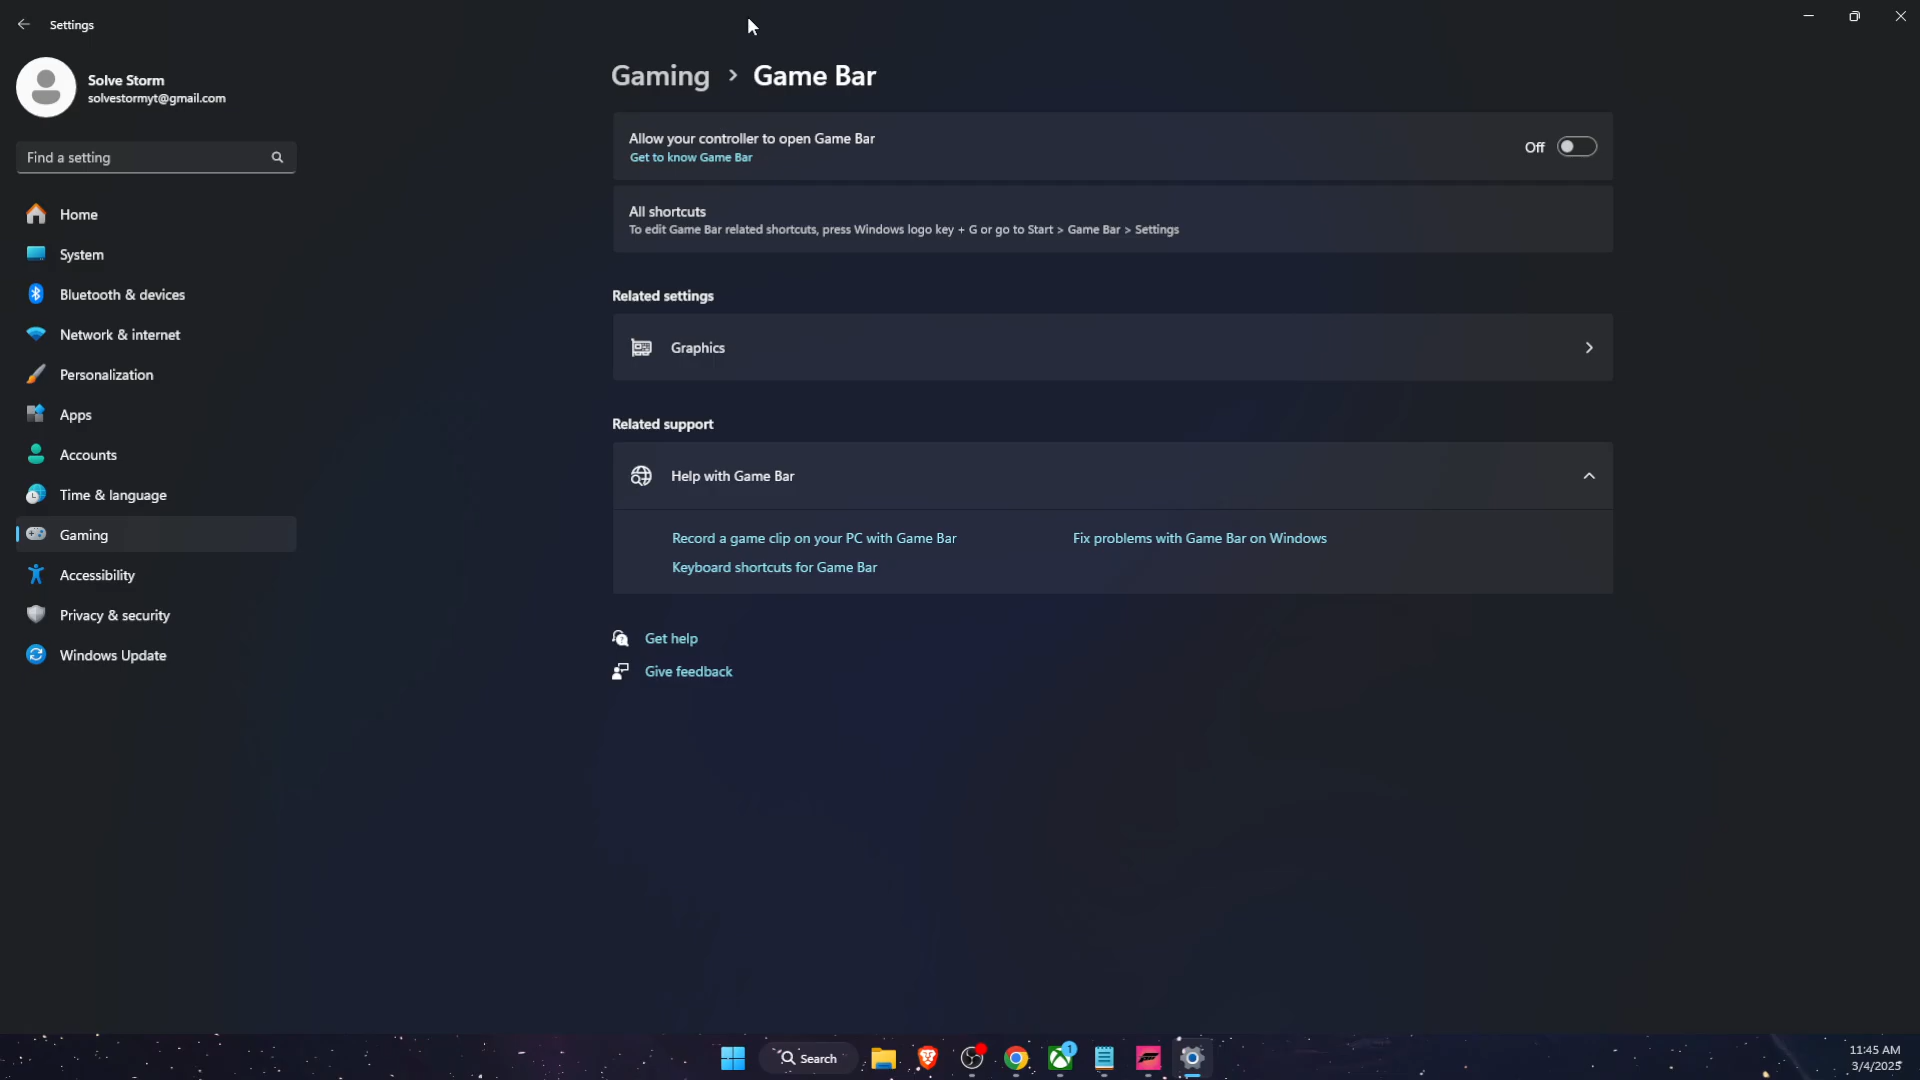 Settings
Solve Storm
solvestormyt@gmail.com
Find a setting
Home
System
Bluetooth & devices
Network & internet
Personalization
Apps
Accounts
Time & language
Gaming
Accessibility
Privacy & security
Windows Update
Gaming > Game Bar
Allow your controller to open Game Bar
Get to know Game Bar
Off
All shortcuts
To edit Game Bar related shortcuts, press Windows logo key + G or go to Start > Game Bar > Settings
Related settings
Graphics
Related support
Help with Game Bar
Record a game clip on your PC with Game Bar
Fix problems with Game Bar on Windows
Keyboard shortcuts for Game Bar
Get help
Give feedback
Search
1
11:45 AM
3/4/2025